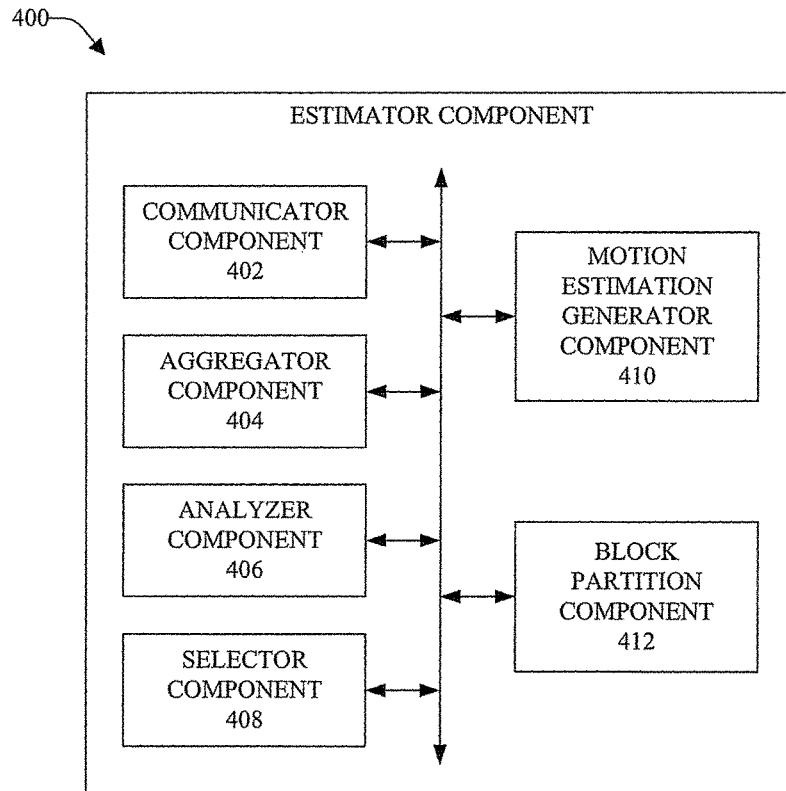 400
ESTIMATOR COMPONENT
COMMUNICATOR
COMPONENT
402
AGGREGATOR
COMPONENT
404
ANALYZER
COMPONENT
406
SELECTOR
COMPONENT
408
MOTION
ESTIMATION
GENERATOR
COMPONENT
410
BLOCK
PARTITION
COMPONENT
412